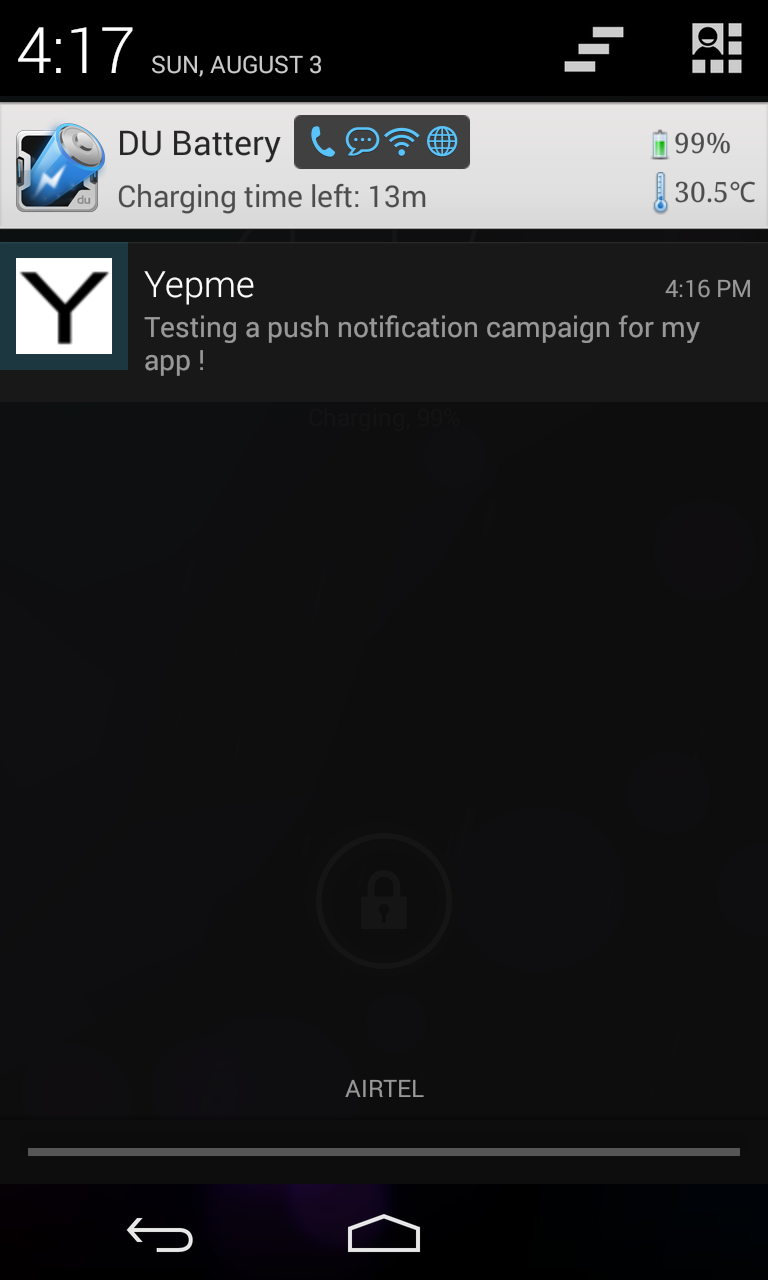 4:17 SUN, AUGUST 3
DU Battery 99%
Charging time left: 13m 30.5°C
du
Yepme 4:16 PM
Y
Testing a push notification campaign for my
app !
Charging, 99%
AIRTEL